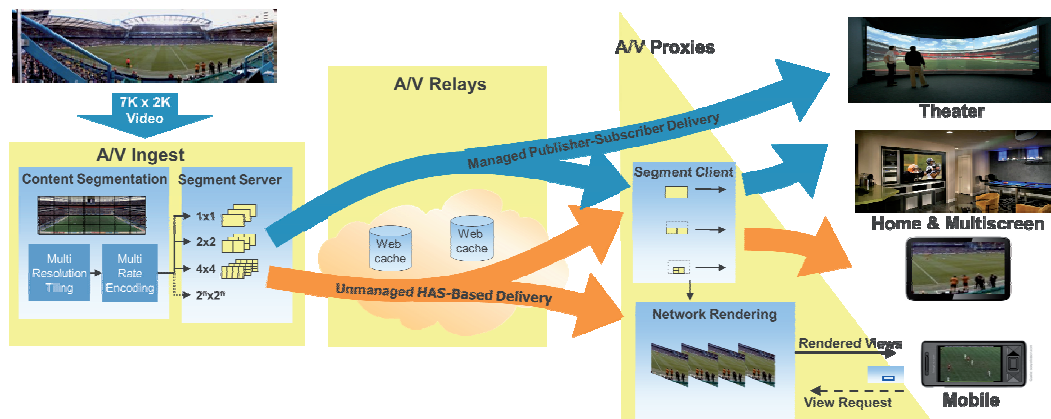 7K x 2K
Video
A/V Ingest
Content Segmentation
Multi
Resolution
Tiling
Multi
Rate
Encoding
Segment Server
1x1
2x2
4x4
2ⁿx2ⁿ
A/V Relays
Managed Publisher-Subscriber Delivery
Web
cache
Web
cache
Unmanaged HAS-Based Delivery
A/V Proxies
Segment Client
Network Rendering
Rendered Views
View Request
Theater
Home & Multiscreen
Mobile